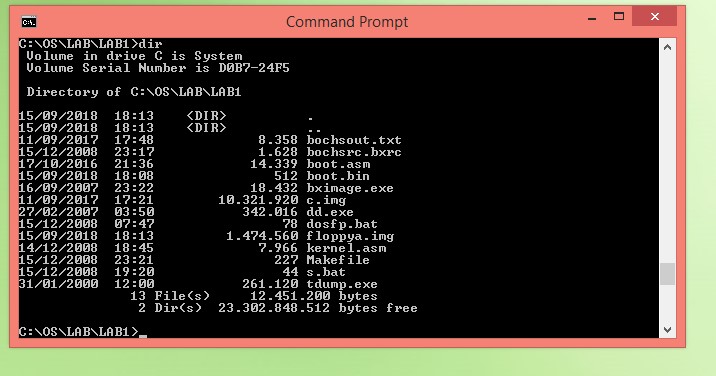 Command Prompt
C:\OS\LAB\LAB1>dir
Volume in drive C is System
Volume Serial Number is D0B7-24F5
Directory of C:\OS\LAB\LAB1
15/09/2018 18:13 <DIR> .
15/09/2018 18:13 <DIR> ..
11/09/2017 17:48 8.358 bochsout.txt
15/12/2008 23:17 1.628 bochsrc.bxrc
17/10/2016 21:36 14.339 boot.asm
15/09/2018 18:08 512 boot.bin
16/09/2007 23:22 18.432 bximage.exe
11/09/2017 17:21 10.321.920 c.img
27/02/2007 03:50 342.016 dd.exe
15/12/2008 07:47 78 dosfp.bat
15/09/2018 18:13 1.474.560 floppya.img
14/12/2008 18:45 7.966 kernel.asm
15/12/2008 23:21 227 Makefile
15/12/2008 19:20 44 s.bat
31/01/2000 12:00 261.120 tdump.exe
13 File(s) 12.451.200 bytes
2 Dir(s) 23.302.848.512 bytes free
C:\OS\LAB\LAB1>_